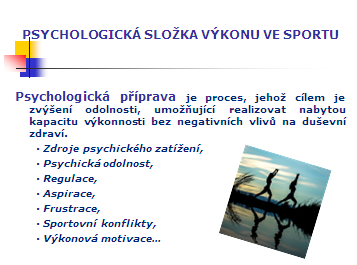 PSYCHOLOGICKÁ SLOŽKA VÝKONU VE SPORTU
Psychologická příprava je proces, jehož cílem je
zvýšení odolnosti, umožňující realizovat nabytou
kapacitu výkonnosti bez negativních vlivů na duševní
zdraví.
· Zdroje psychického zatížení,
· Psychická odolnost,
· Regulace,
· Aspirace,
· Frustrace,
· Sportovní konflikty,
· Výkonová motivace…